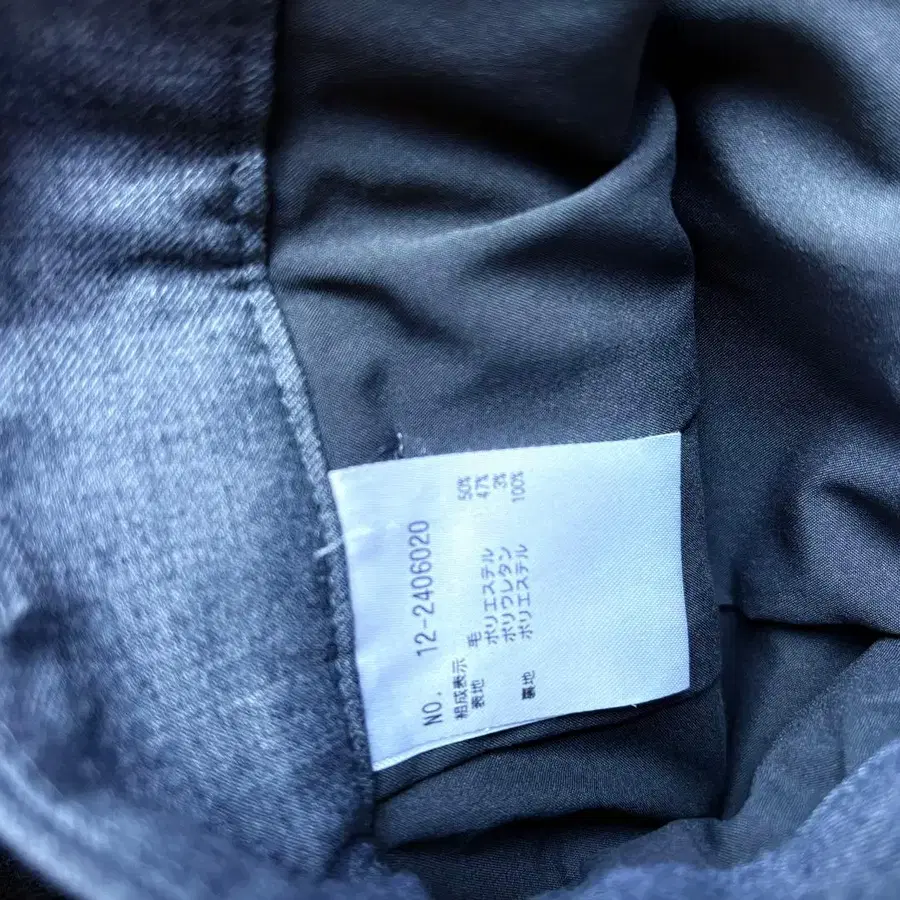 NO. 12-2406020
組成表示
表地 毛 50%
ポリエステル 47%
ポリウレタン 3%
裏地 ポリエステル 100%